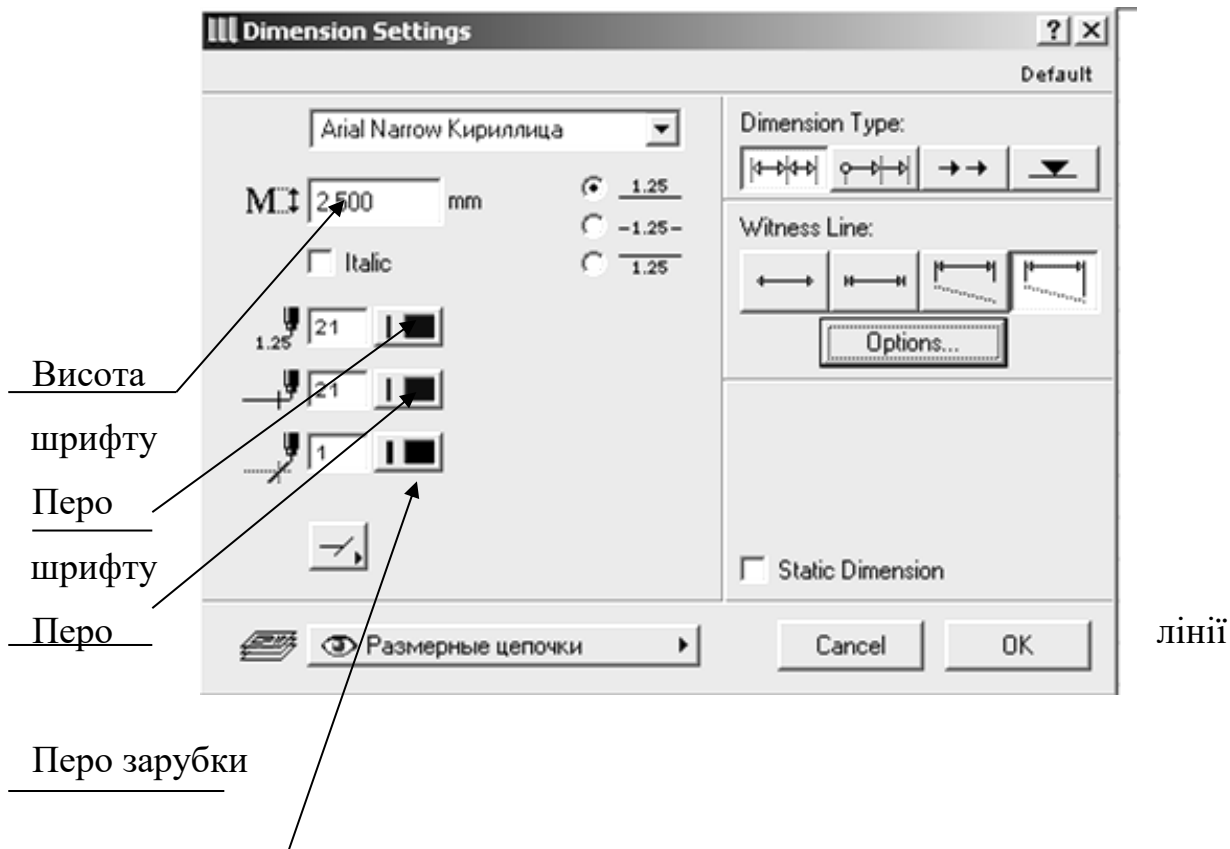 Dimension Settings
? ×
Default
Arial Narrow Кириллица
M 2.500 mm
Italic
1.25
-1.25-
1.25
1.25 21
21
1
Dimension Type:
Witness Line:
Options...
Static Dimension
Размерные цепочки
Cancel OK
Висота
шрифту
Перо
шрифту
Перо лінії
Перо зарубки